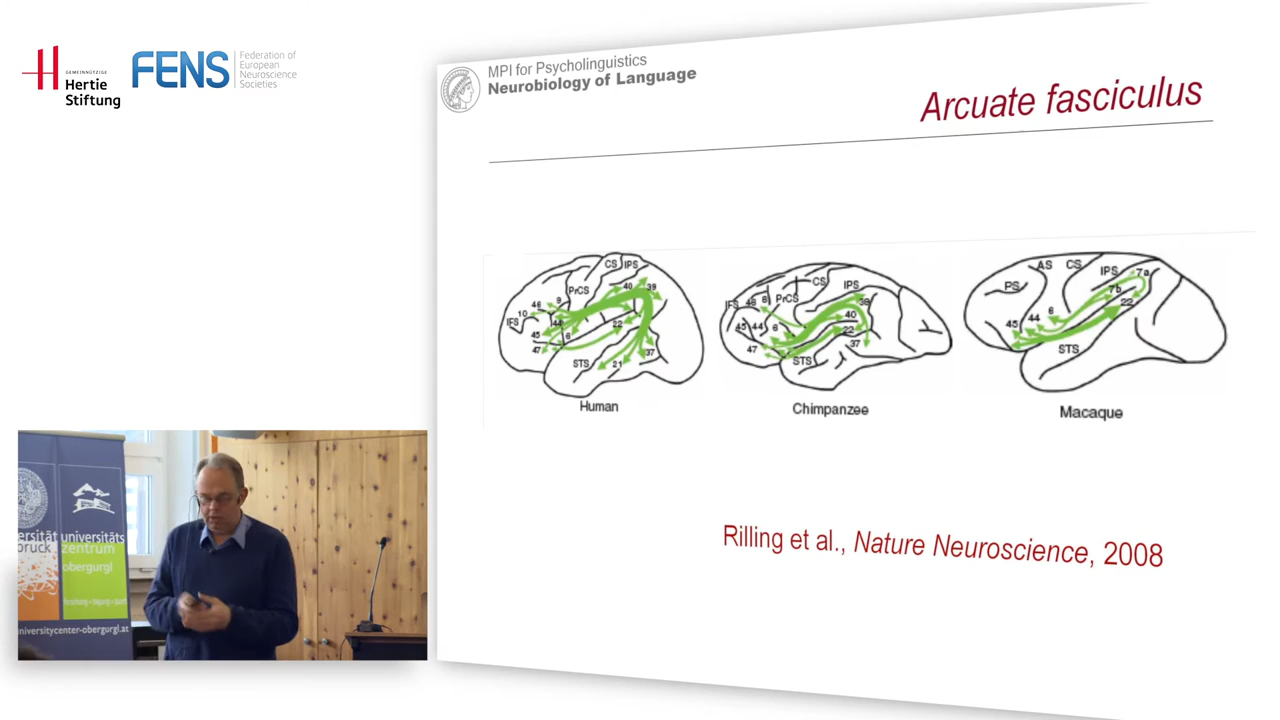 GEMEINNÜTZIGE
Hertie
Stiftung
FENS
Federation of
European
Neuroscience
Societies
MPI for Psycholinguistics
Neurobiology of Language
Arcuate fasciculus
CS IPS
PrCS
40
39
46
9
10
IFS
44
45
6
47
22
37
STS
21
Human
CS
IPS
PrCS
IFS
46
8
39
45
44
6
40
22
47
37
STS
Chimpanzee
AS
CS
IPS
7a
PS
7b
22
6
44
45
STS
Macaque
Rilling et al., Nature Neuroscience, 2008
universitäts
zentrum
obergurgl
universitycenter-obergurgl.at